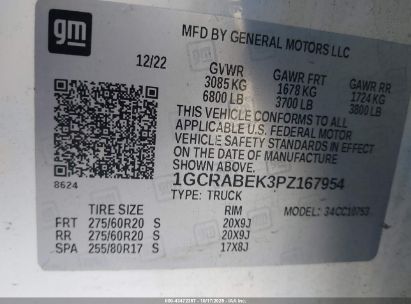 gm
MFD BY GENERAL MOTORS LLC
12/22
GVWR GAWR FRT GAWR RR
3085 KG 1678 KG 1724 KG
6800 LB 3700 LB 3800 LB
THIS VEHICLE CONFORMS TO ALL
APPLICABLE U.S. FEDERAL MOTOR
VEHICLE SAFETY STANDARDS IN EFFECT
ON THE DATE OF MANUFACTURE
SHOWN ABOVE.
1GCRABEK3PZ167954
8624
TYPE: TRUCK MODEL:
TIRE SIZE RIM
FRT 275/60R20 S 20X9J
RR 275/60R20 S 20X9J
SPA 255/80R17 S 17X8J